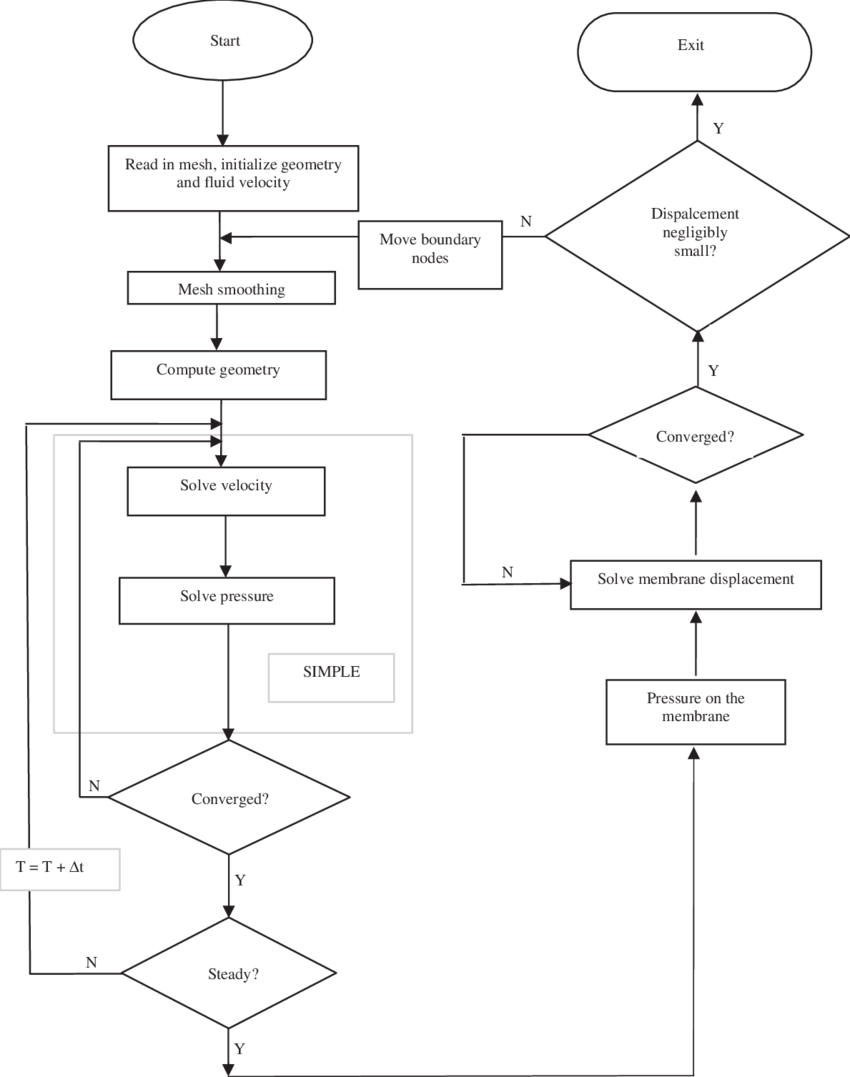 Start
Read in mesh, initialize geometry
and fluid velocity
Mesh smoothing
Compute geometry
Solve velocity
Solve pressure
SIMPLE
Converged?
N
Y
T = T + Δt
Steady?
N
Y
Pressure on the
membrane
Solve membrane displacement
Converged?
N
Y
Dispalcement
negligibly
small?
N
Move boundary
nodes
Y
Exit